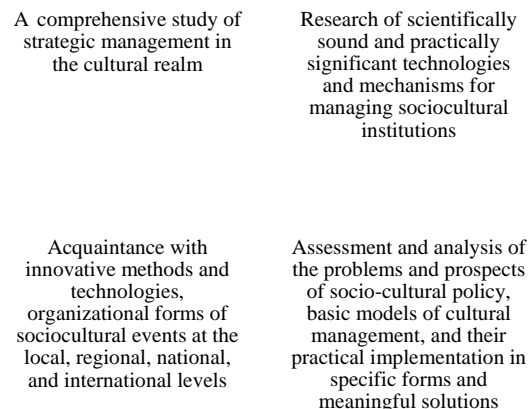 A comprehensive study of
strategic management in
the cultural realm
Research of scientifically
sound and practically
significant technologies
and mechanisms for
managing sociocultural
institutions
Acquaintance with
innovative methods and
technologies,
organizational forms of
sociocultural events at the
local, regional, national,
and international levels
Assessment and analysis of
the problems and prospects
of socio-cultural policy,
basic models of cultural
management, and their
practical implementation in
specific forms and
meaningful solutions